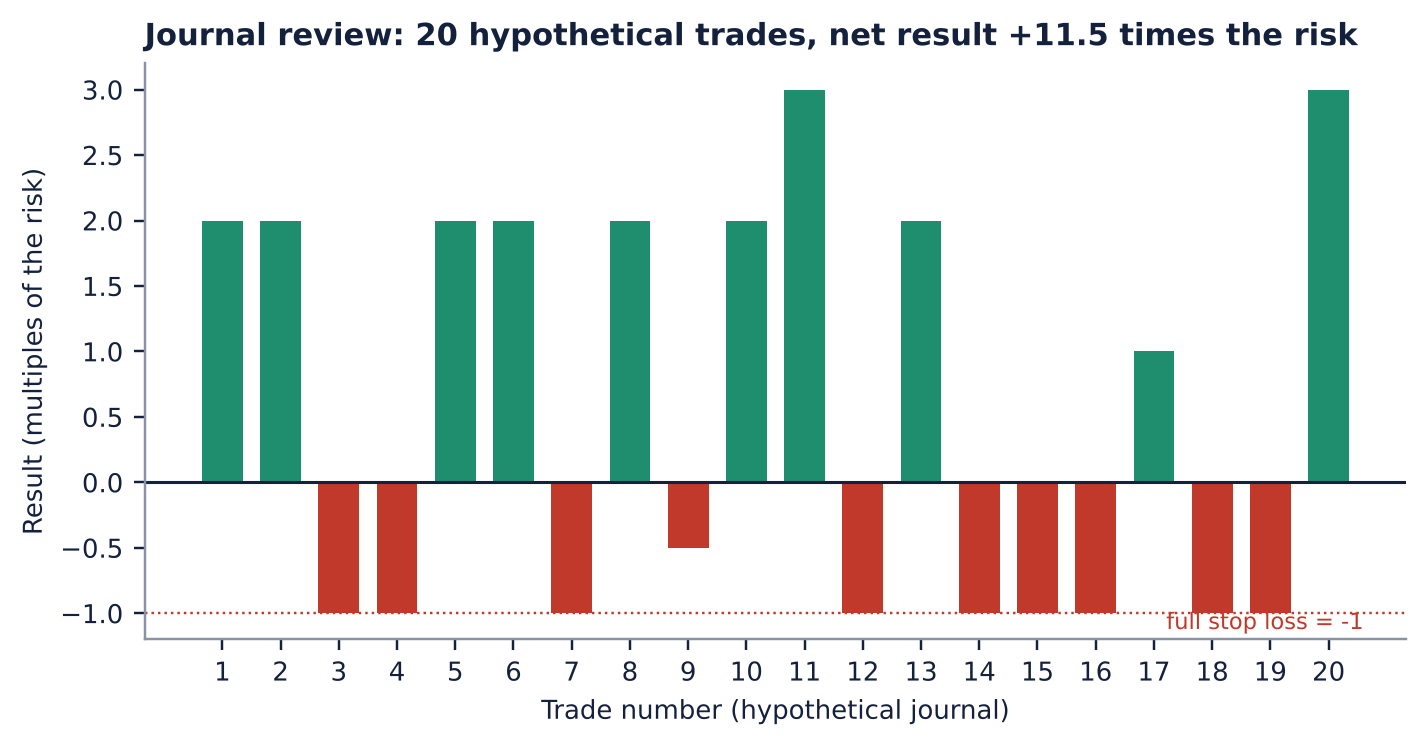 Journal review: 20 hypothetical trades, net result +11.5 times the risk
Result (multiples of the risk)
3.0
2.5
2.0
1.5
1.0
0.5
0.0
−0.5
−1.0
full stop loss = -1
1 2 3 4 5 6 7 8 9 10 11 12 13 14 15 16 17 18 19 20
Trade number (hypothetical journal)